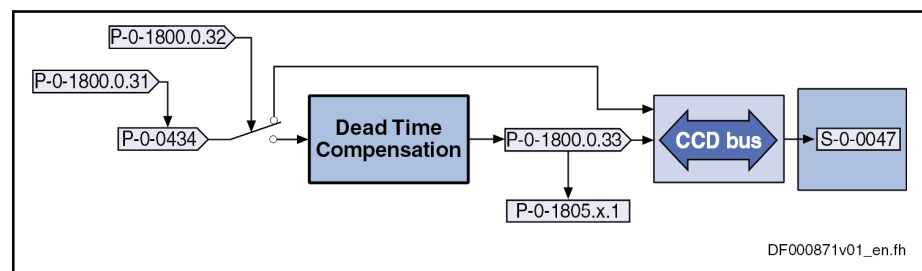 P-0-1800.0.32
P-0-1800.0.31
P-0-0434
Dead Time
Compensation
P-0-1800.0.33
CCD bus
S-0-0047
P-0-1805.x.1
DF000871v01_en.fh